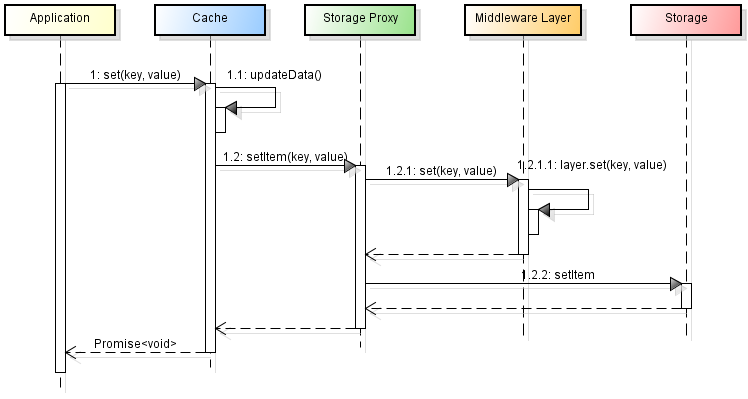 Application
Cache
Storage Proxy
Middleware Layer
Storage
1: set(key, value)
1.1: updateData()
1.2: setItem(key, value)
1.2.1: set(key, value)
1.2.1.1: layer.set(key, value)
1.2.2: setItem
Promise<void>